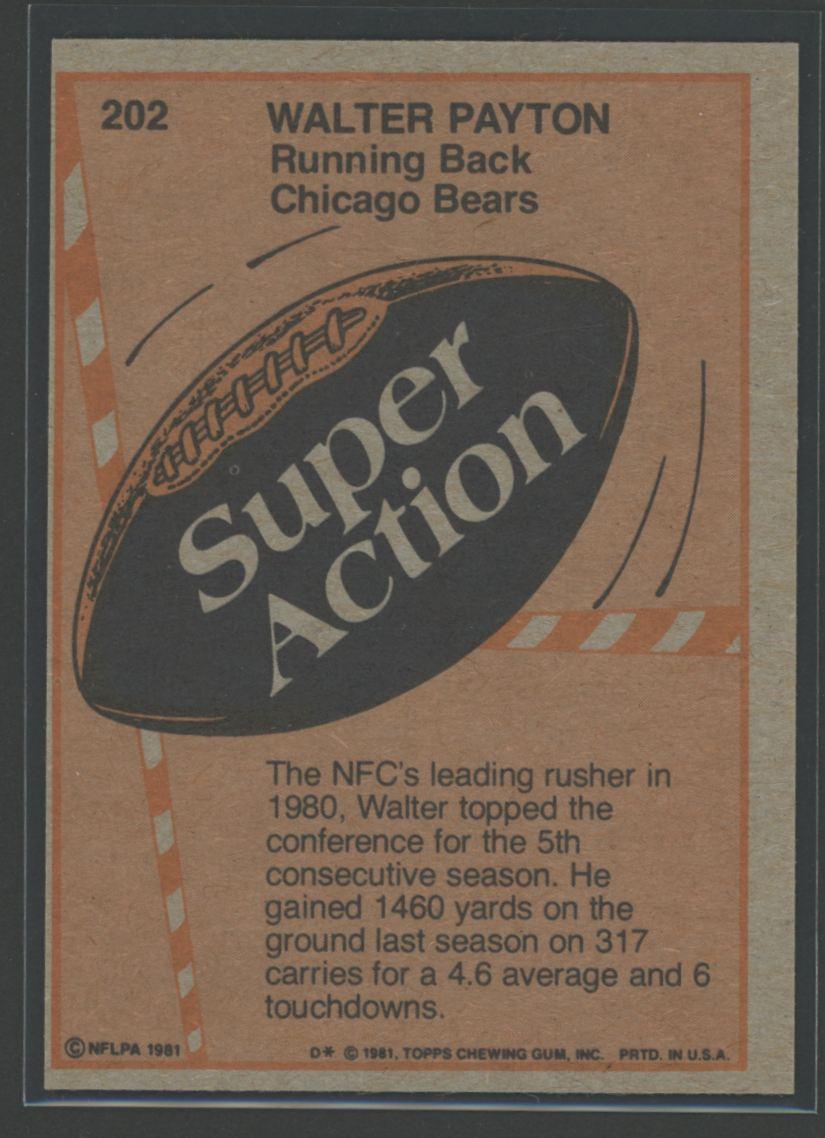 202
WALTER PAYTON
Running Back
Chicago Bears
Super
Action
The NFC's leading rusher in
1980, Walter topped the
conference for the 5th
consecutive season. He
gained 1460 yards on the
ground last season on 317
carries for a 4.6 average and 6
touchdowns.
© NFLPA 1981
D* © 1981, TOPPS CHEWING GUM, INC. PRTD. IN U.S.A.